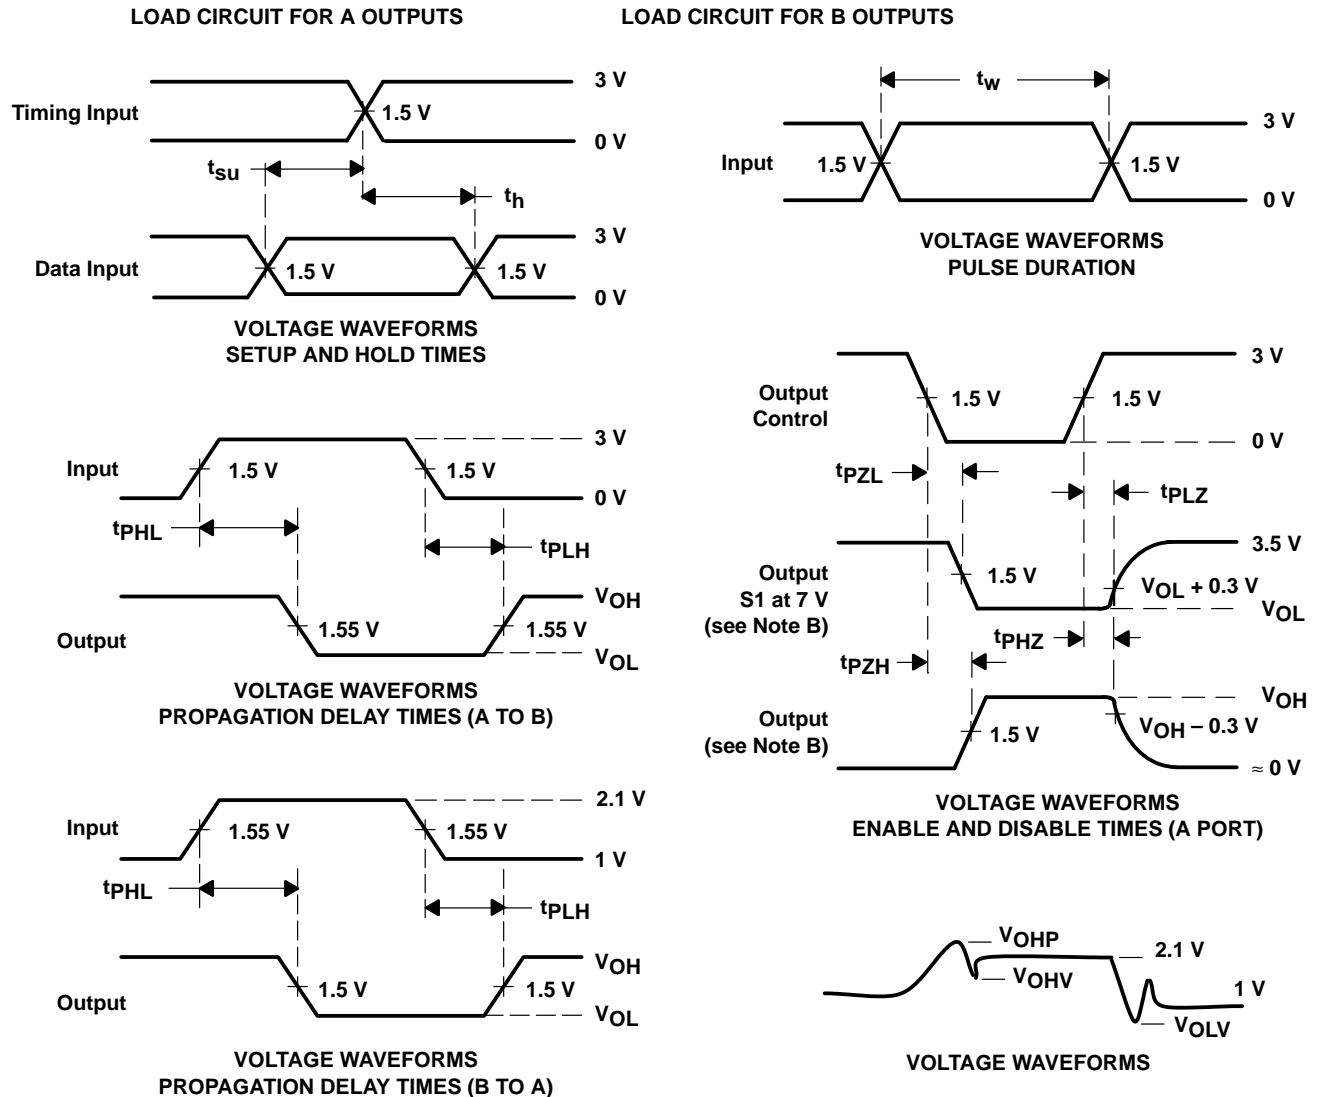 LOAD CIRCUIT FOR A OUTPUTS
LOAD CIRCUIT FOR B OUTPUTS
Timing Input
3 V
1.5 V
0 V
tsu
th
Data Input
3 V
1.5 V
1.5 V
0 V
VOLTAGE WAVEFORMS
SETUP AND HOLD TIMES
tw
Input
3 V
1.5 V
1.5 V
0 V
VOLTAGE WAVEFORMS
PULSE DURATION
Input
3 V
1.5 V
1.5 V
0 V
tPHL
tPLH
Output
VOH
1.55 V
1.55 V
VOL
VOLTAGE WAVEFORMS
PROPAGATION DELAY TIMES (A TO B)
Output
Control
3 V
1.5 V
1.5 V
0 V
tPZL
tPLZ
Output
S1 at 7 V
(see Note B)
3.5 V
1.5 V
VOL + 0.3 V
VOL
tPHZ
tPZH
Output
(see Note B)
VOH
1.5 V
VOH – 0.3 V
≈ 0 V
VOLTAGE WAVEFORMS
ENABLE AND DISABLE TIMES (A PORT)
Input
2.1 V
1.55 V
1.55 V
1 V
tPHL
tPLH
Output
VOH
1.5 V
1.5 V
VOL
VOLTAGE WAVEFORMS
PROPAGATION DELAY TIMES (B TO A)
VOHP
2.1 V
VOHV
1 V
VOLV
VOLTAGE WAVEFORMS